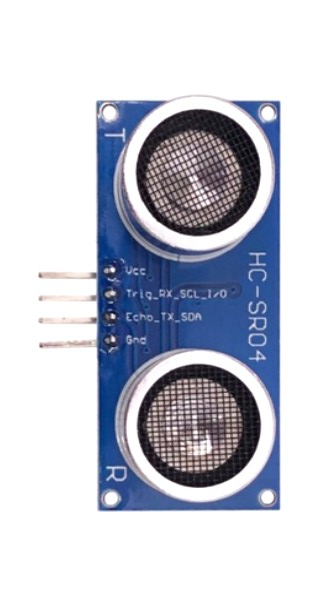 T
Vcc
Trig_RX_SCL_I/O
Echo_TX_SDA
Gnd
HC-SR04
R